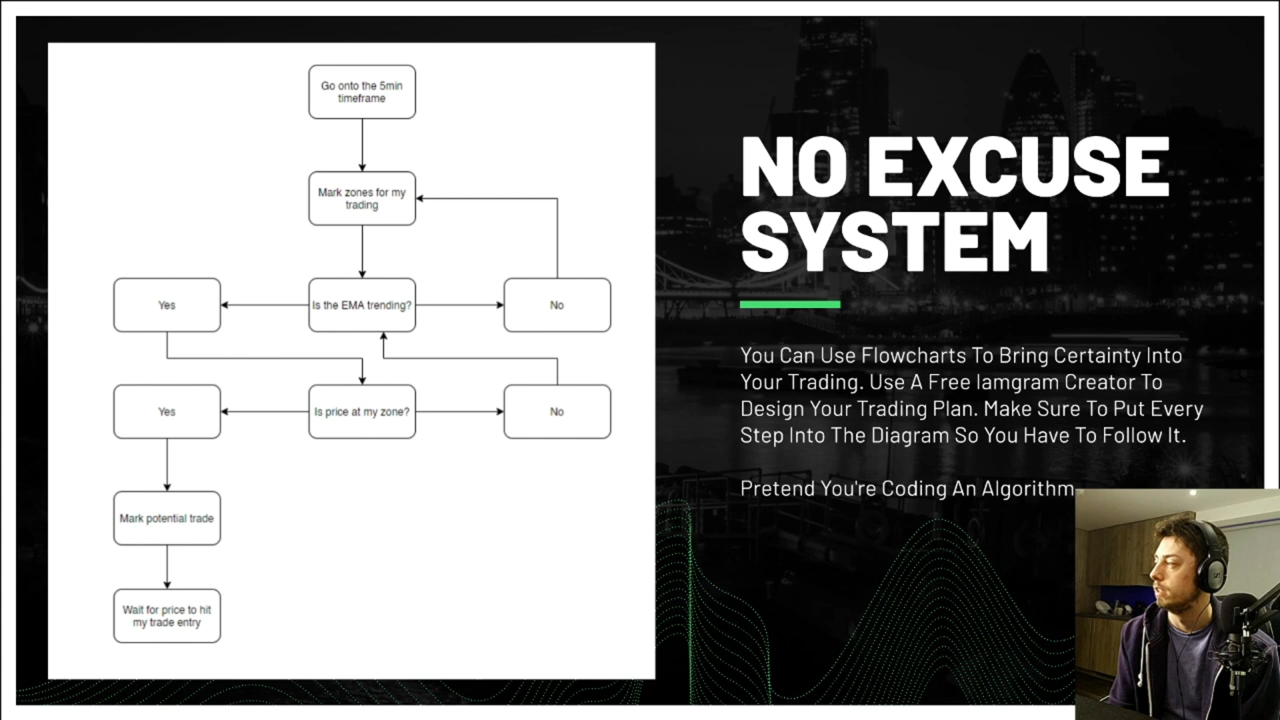 Go onto the 5min
timeframe
Mark zones for my
trading
Yes
Is the EMA trending?
No
Yes
Is price at my zone?
No
Mark potential trade
Wait for price to hit
my trade entry
NO EXCUSE
SYSTEM
You Can Use Flowcharts To Bring Certainty Into
Your Trading. Use A Free Iamgram Creator To
Design Your Trading Plan. Make Sure To Put Every
Step Into The Diagram So You Have To Follow It.
Pretend You're Coding An Algorithm